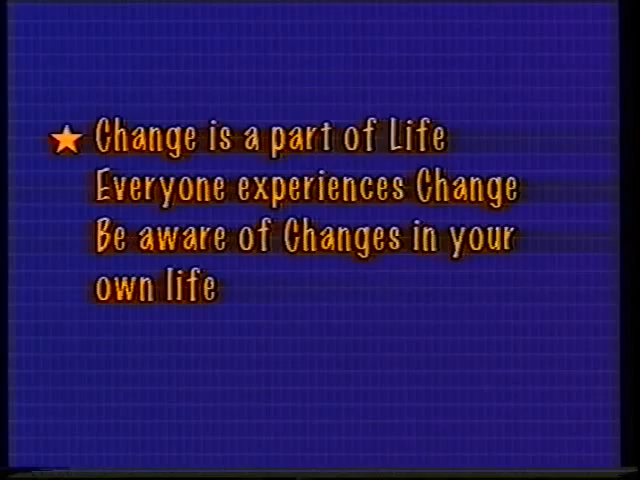 Change is a part of Life
Everyone experiences Change
Be aware of Changes in your
own life